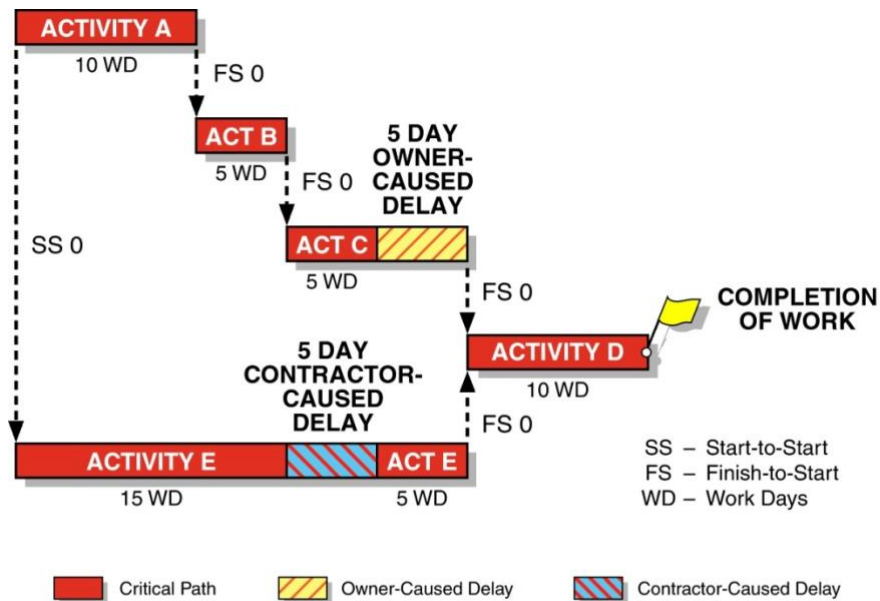 ACTIVITY A
10 WD
FS 0
ACT B
5 WD
FS 0
5 DAY
OWNER-
CAUSED
DELAY
SS 0
ACT C
5 WD
FS 0
COMPLETION
OF WORK
ACTIVITY D
10 WD
5 DAY
CONTRACTOR-
CAUSED
DELAY
FS 0
ACTIVITY E
ACT E
15 WD
5 WD
SS – Start-to-Start
FS – Finish-to-Start
WD – Work Days
Critical Path
Owner-Caused Delay
Contractor-Caused Delay